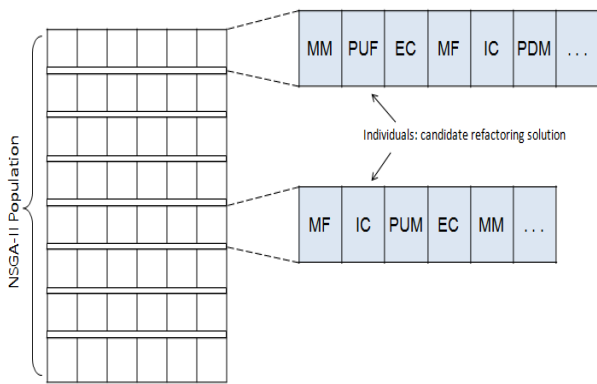 MM PUF EC MF IC PDM ...
Individuals: candidate refactoring solution
NSGA-II Population
MF IC PUM EC MM ...